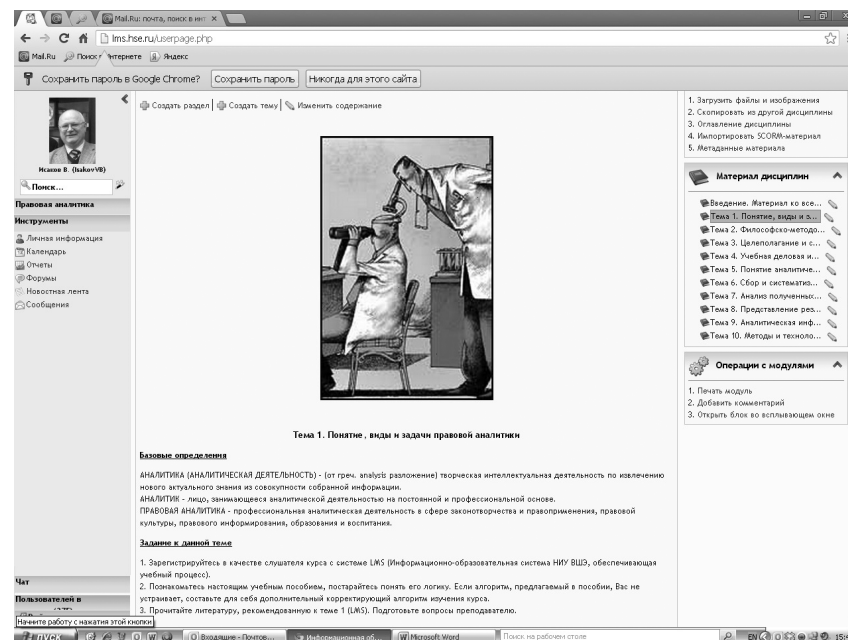 Mail.Ru: почта, поиск в инт
lms.hse.ru/userpage.php
Mail.Ru
Поиск в Интернете
Яндекс
Сохранить пароль в Google Chrome?
Сохранить пароль
Никогда для этого сайта
Исаков В. (IsakovVB)
Поиск...
Правовая аналитика
Инструменты
Личная информация
Календарь
Отчеты
Форумы
Новостная лента
Сообщения
Чат
Пользователей в
Начните работу с нажатия этой кнопки
Создать раздел
Создать тему
Изменить содержание
Тема 1. Понятие, виды и задачи правовой аналитики
Базовые определения
АНАЛИТИКА (АНАЛИТИЧЕСКАЯ ДЕЯТЕЛЬНОСТЬ) - (от греч. analysis разложение) творческая интеллектуальная деятельность по извлечению
нового актуального знания из совокупности собранной информации.
АНАЛИТИК - лицо, занимающееся аналитической деятельностью на постоянной и профессиональной основе.
ПРАВОВАЯ АНАЛИТИКА - профессиональная аналитическая деятельность в сфере законотворчества и правоприменения, правовой
культуры, правового информирования, образования и воспитания.
Задание к данной теме
1. Зарегистрируйтесь в качестве слушателя курса с системе LMS (Информационно-образовательная система НИУ ВШЭ, обеспечивающая
учебный процесс).
2. Познакомьтесь настоящим учебным пособием, постарайтесь понять его логику. Если алгоритм, предлагаемый в пособии, Вас не
устраивает, составьте для себя дополнительный корректирующий алгоритм изучения курса.
3. Прочитайте литературу, рекомендованную к теме 1 (LMS). Подготовьте вопросы преподавателю.
1. Загрузить файлы и изображения
2. Скопировать из другой дисциплины
3. Оглавление дисциплины
4. Импортировать SCORM-материал
5. Метаданные материала
Материал дисциплин
Введение. Материал ко все...
Тема 1. Понятие, виды и з...
Тема 2. Философско-методо...
Тема 3. Целеполагание и с...
Тема 4. Учебная деловая и...
Тема 5. Понятие аналитиче...
Тема 6. Сбор и систематиз...
Тема 7. Анализ полученных...
Тема 8. Представление рез...
Тема 9. Аналитическая инф...
Тема 10. Методы и техноло...
Операции с модулями
1. Печать модуль
2. Добавить комментарий
3. Открыть блок во всплывающем окне
пуск
Входящие - Почтов...
Информационная об...
Microsoft Word
Поиск на рабочем столе
EN